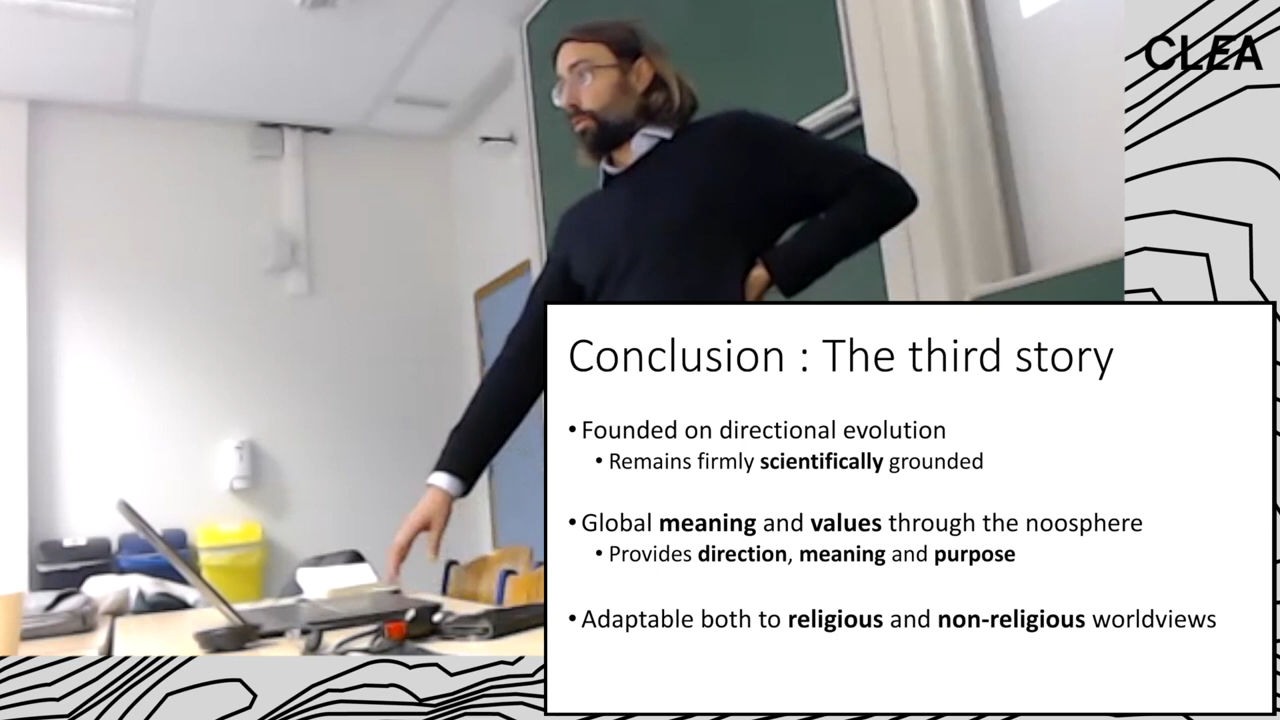 CLEA
Conclusion : The third story
• Founded on directional evolution
• Remains firmly scientifically grounded
• Global meaning and values through the noosphere
• Provides direction, meaning and purpose
• Adaptable both to religious and non-religious worldviews